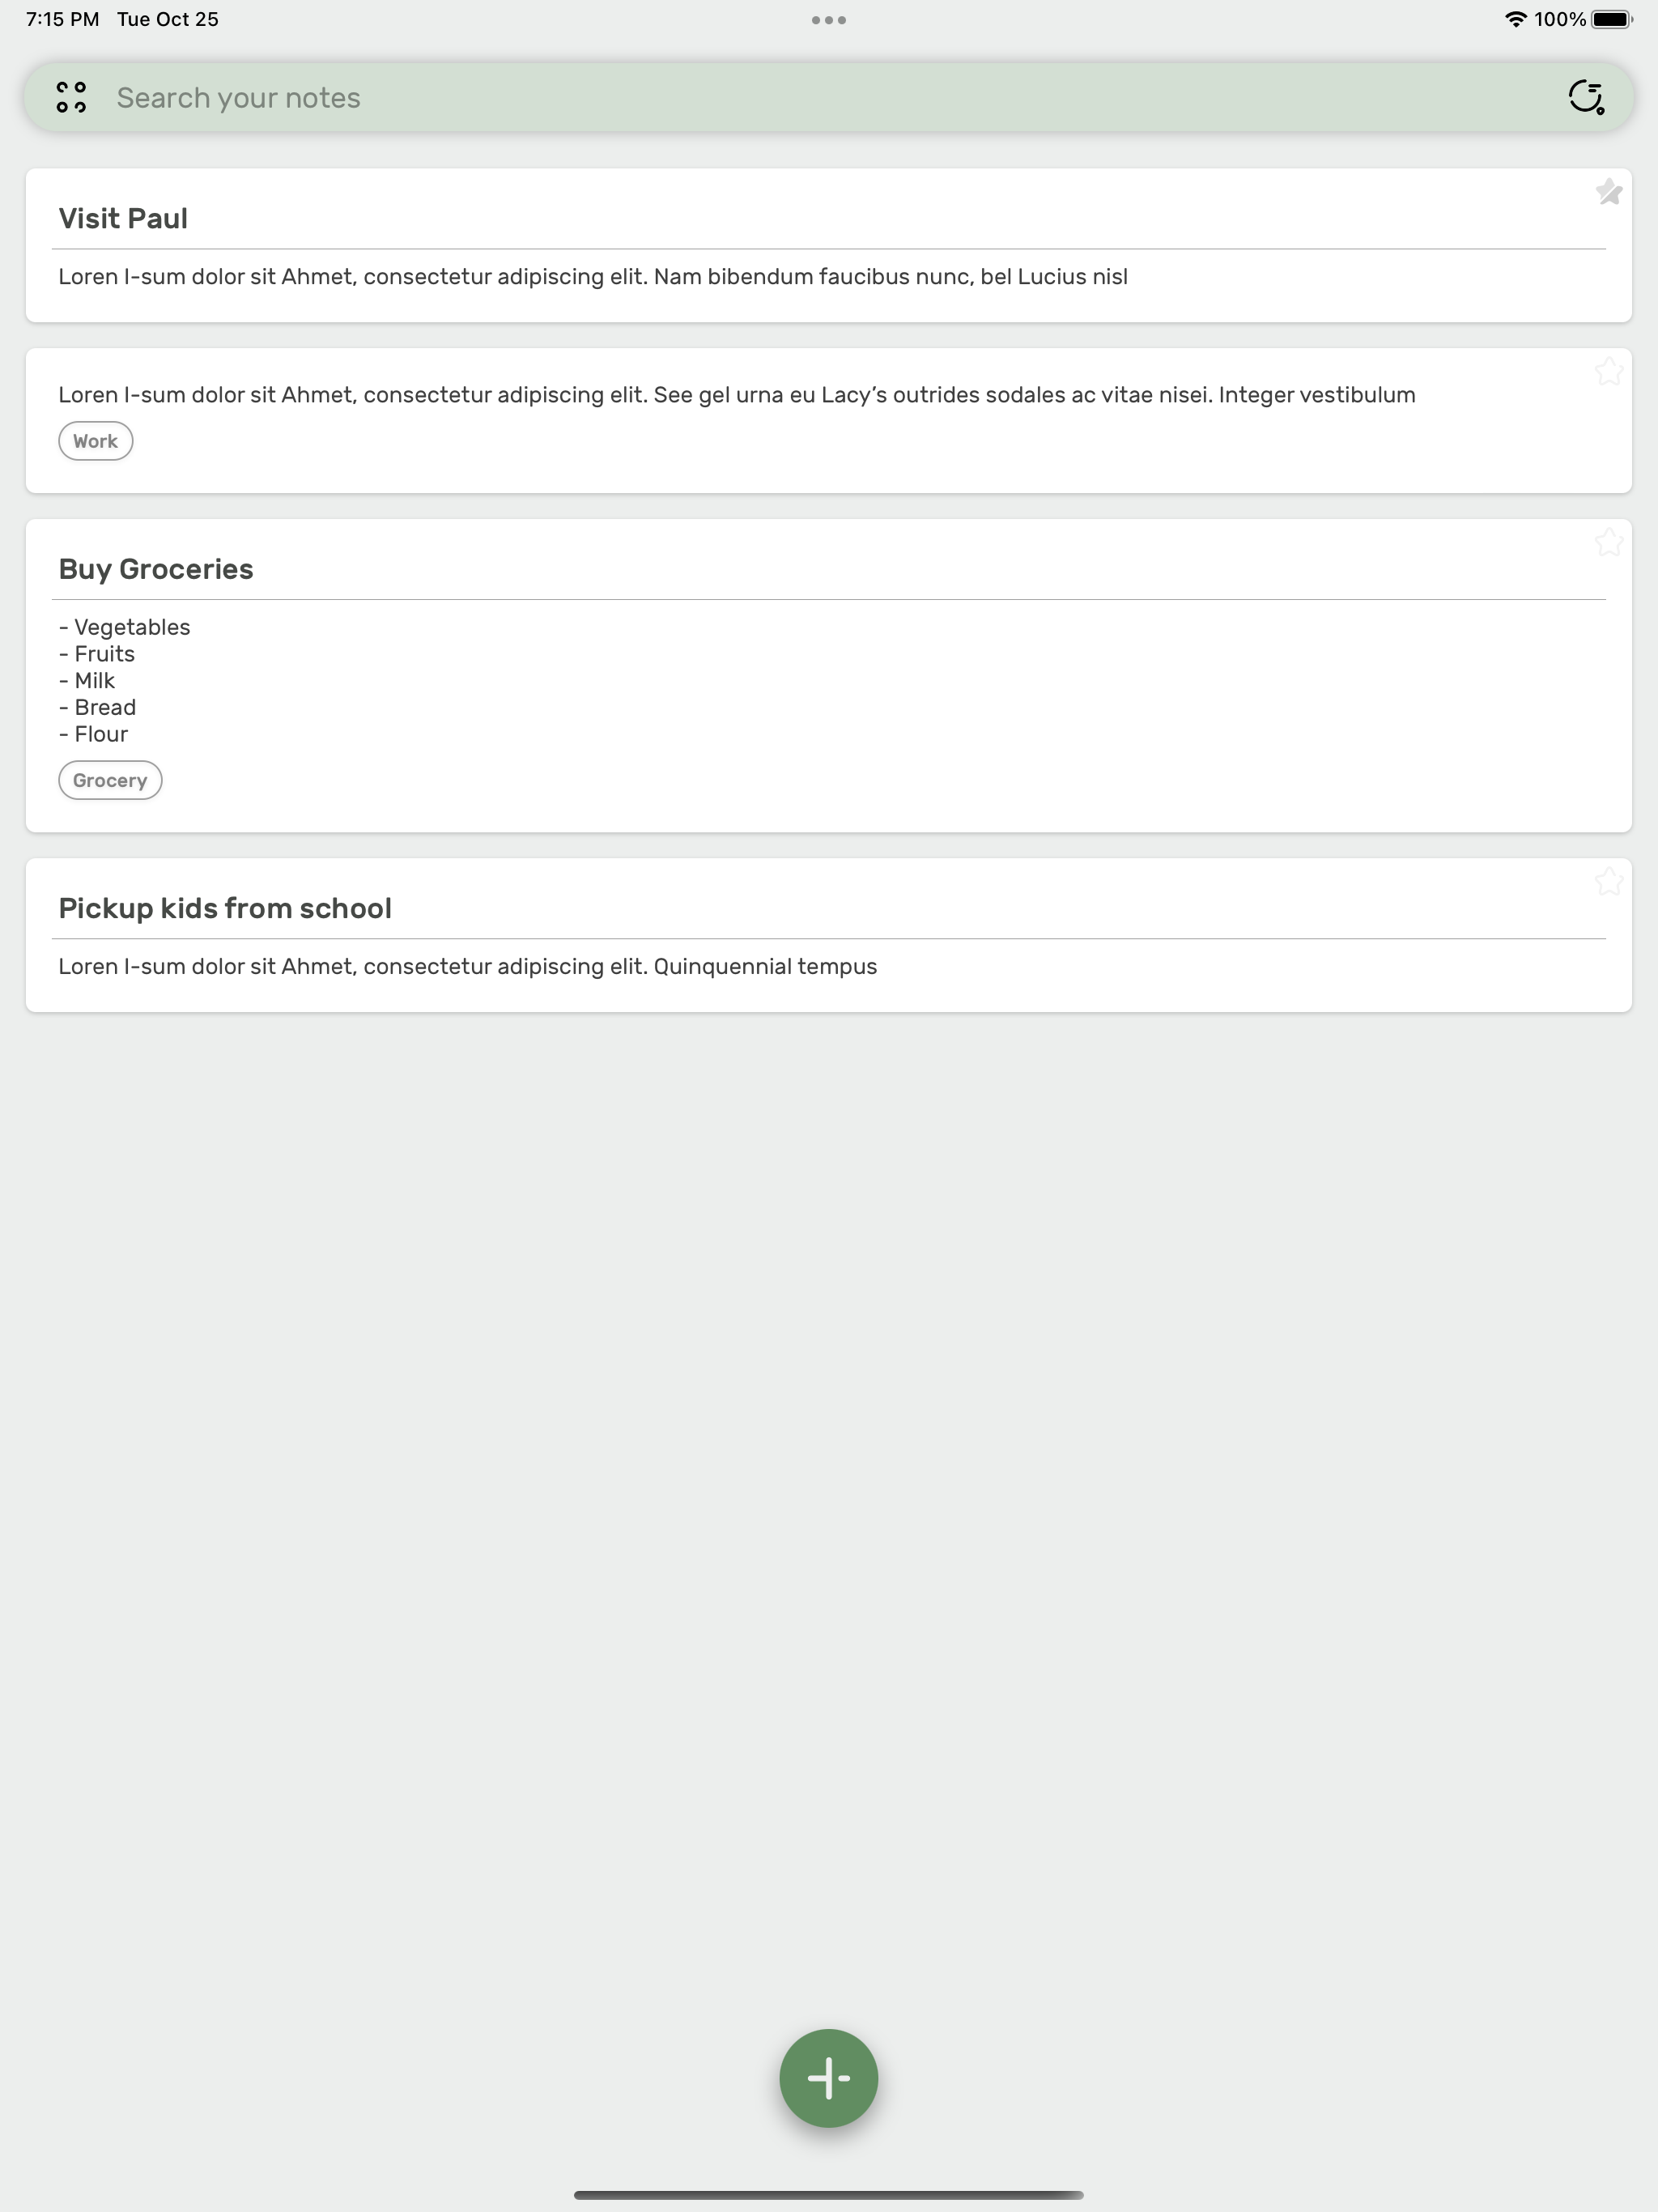 7:15 PM Tue Oct 25
100%
Search your notes
Visit Paul
Loren I-sum dolor sit Ahmet, consectetur adipiscing elit. Nam bibendum faucibus nunc, bel Lucius nisl
Loren I-sum dolor sit Ahmet, consectetur adipiscing elit. See gel urna eu Lacy’s outrides sodales ac vitae nisei. Integer vestibulum
Work
Buy Groceries
- Vegetables
- Fruits
- Milk
- Bread
- Flour
Grocery
Pickup kids from school
Loren I-sum dolor sit Ahmet, consectetur adipiscing elit. Quinquennial tempus